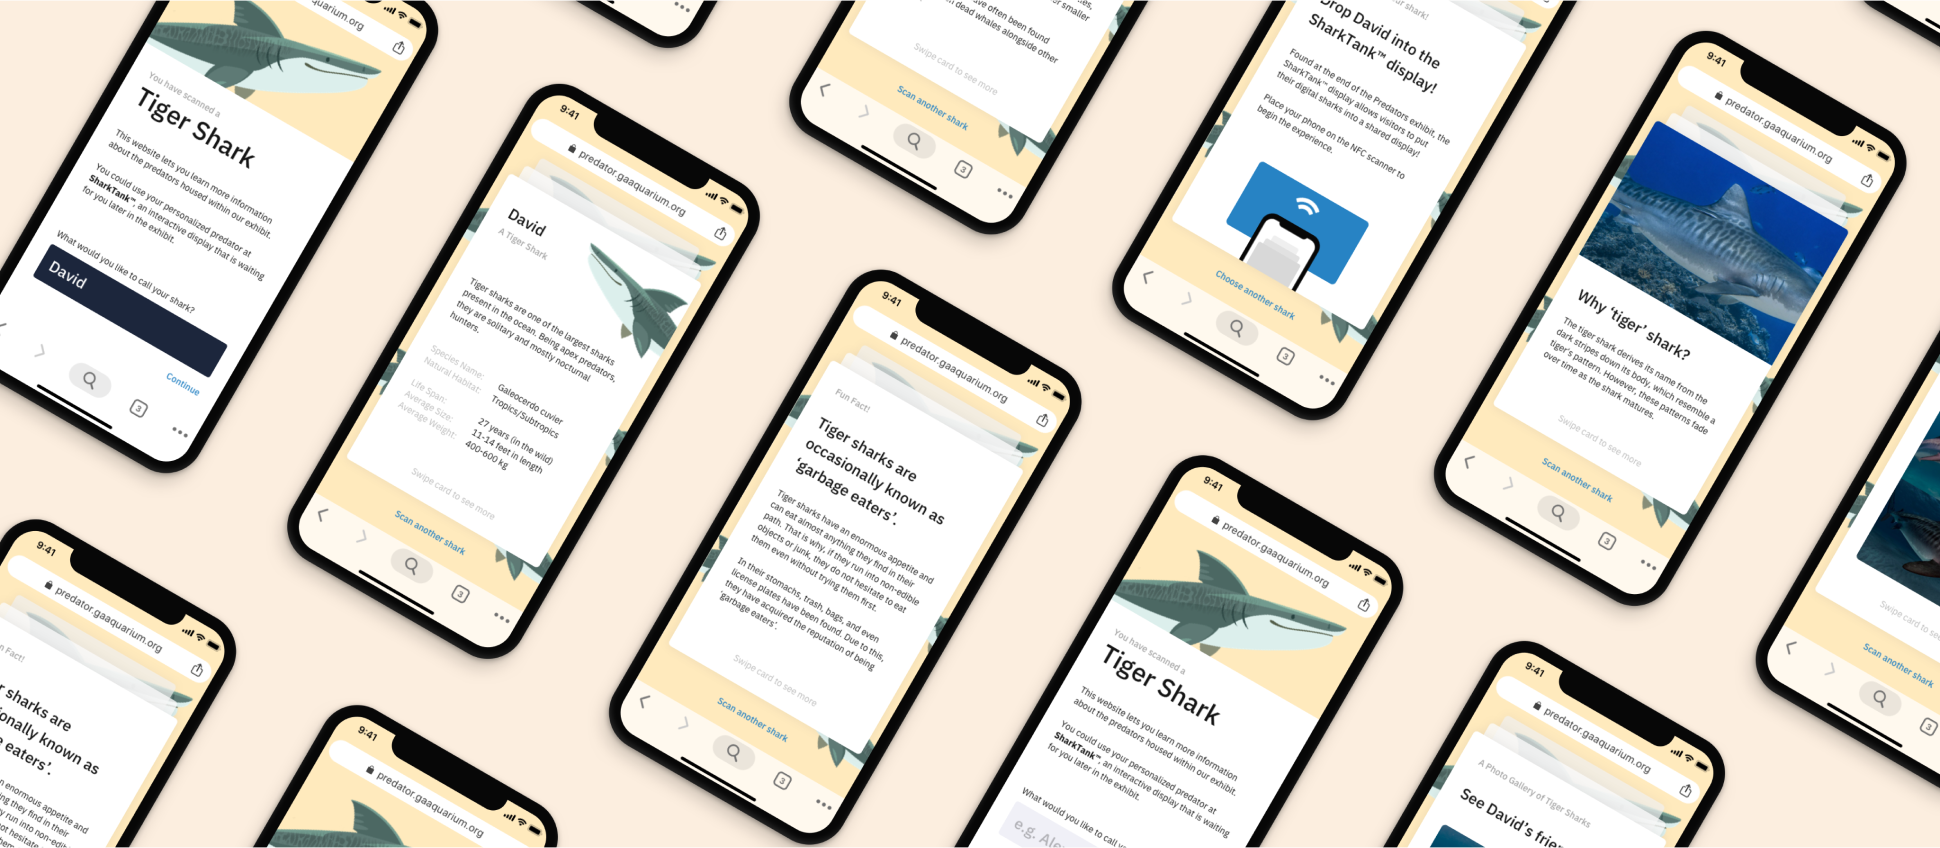 aquarium.org
You have scanned a
Tiger Shark
This website lets you learn more information
about the predators housed within our exhibit.
You could use your personalized predator at
SharkTank™, an interactive display that is waiting
for you later in the exhibit.
What would you like to call your shark?
David
Continue
3
9:41
predator.gaaquarium.org
David
A Tiger Shark
Tiger sharks are one of the largest sharks
present in the ocean. Being apex predators,
they are solitary and mostly nocturnal
hunters.
Species Name: Galeocerdo cuvier
Natural Habitat: Tropics/Subtropics
Life Span: 27 years (in the wild)
Average Size: 11-14 feet in length
Average Weight: 400-600 kg
Swipe card to see more
Scan another shark
3
smaller
ave often been found
n dead whales alongside other
Swipe card to see more
Scan another shark
3
9:41
predator.gaaquarium.org
Fun Fact!
Tiger sharks are
occasionally known as
‘garbage eaters’.
Tiger sharks have an enormous appetite and
can eat almost anything they find in their
path. That is why, if they run into non-edible
objects or junk, they do not hesitate to eat
them even without trying them first.
In their stomachs, trash, bags, and even
license plates have been found. Due to this,
they have acquired the reputation of being
‘garbage eaters’.
Swipe card to see more
Scan another shark
3
ur shark!
Drop David into the
SharkTank™ display!
Found at the end of the Predators exhibit, the
SharkTank™ display allows visitors to put
their digital sharks into a shared display!
Place your phone on the NFC scanner to
begin the experience.
Choose another shark
3
9:41
predator.gaaquarium.org
Why ‘tiger’ shark?
The tiger shark derives its name from the
dark stripes down its body, which resemble a
tiger’s pattern. However, these patterns fade
over time as the shark matures.
Swipe card to see more
Scan another shark
3
9:41
predator.gaaquarium.org
You have scanned a
Tiger Shark
This website lets you learn more information
about the predators housed within our exhibit.
You could use your personalized predator at
SharkTank™, an interactive display that is waiting
for you later in the exhibit.
What would you like to call yo
e.g. Ale
9:41
predator.gaaquarium.org
n Fact!
r sharks are
ionally known as
e eaters’.
n enormous appetite and
ing they find in their
y run into non-edib
not hesitate
9:41
predator.gaaquarium.org
9:41
predator.gaaquarium.org
A Photo Gallery of Tiger Sharks
See David’s frie
Swipe card to see
Scan another shark
3